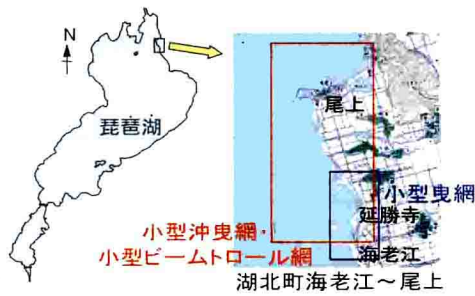 N
琵琶湖
尾上
小型曳網
延勝寺
小型沖曳網・
小型ビームトロール網
海老江
湖北町海老江~尾上